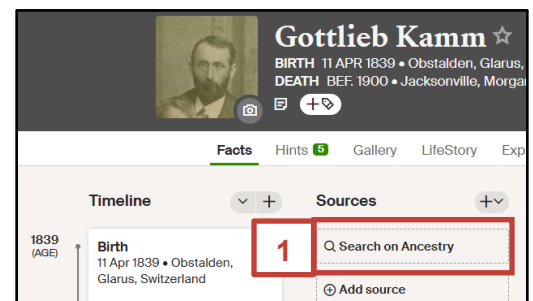 Gottlieb Kamm
BIRTH 11 APR 1839 • Obstalden, Glarus,
DEATH BEF. 1900 • Jacksonville, Morga
Facts Hints 5 Gallery LifeStory Exp
Timeline
Sources
1839
(AGE)
Birth
11 Apr 1839 • Obstalden,
Glarus, Switzerland
1
Search on Ancestry
Add source